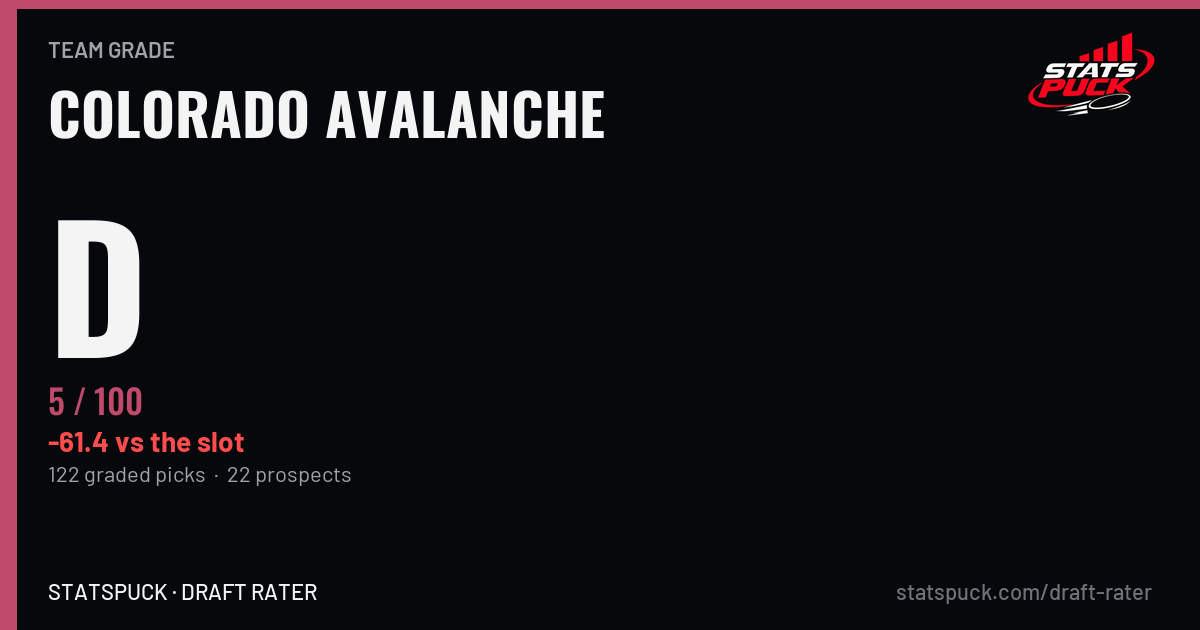 TEAM GRADE
STATS
PUCK
COLORADO AVALANCHE
D
5 / 100
-61.4 vs the slot
122 graded picks · 22 prospects
STATSPUCK · DRAFT RATER
statspuck.com/draft-rater